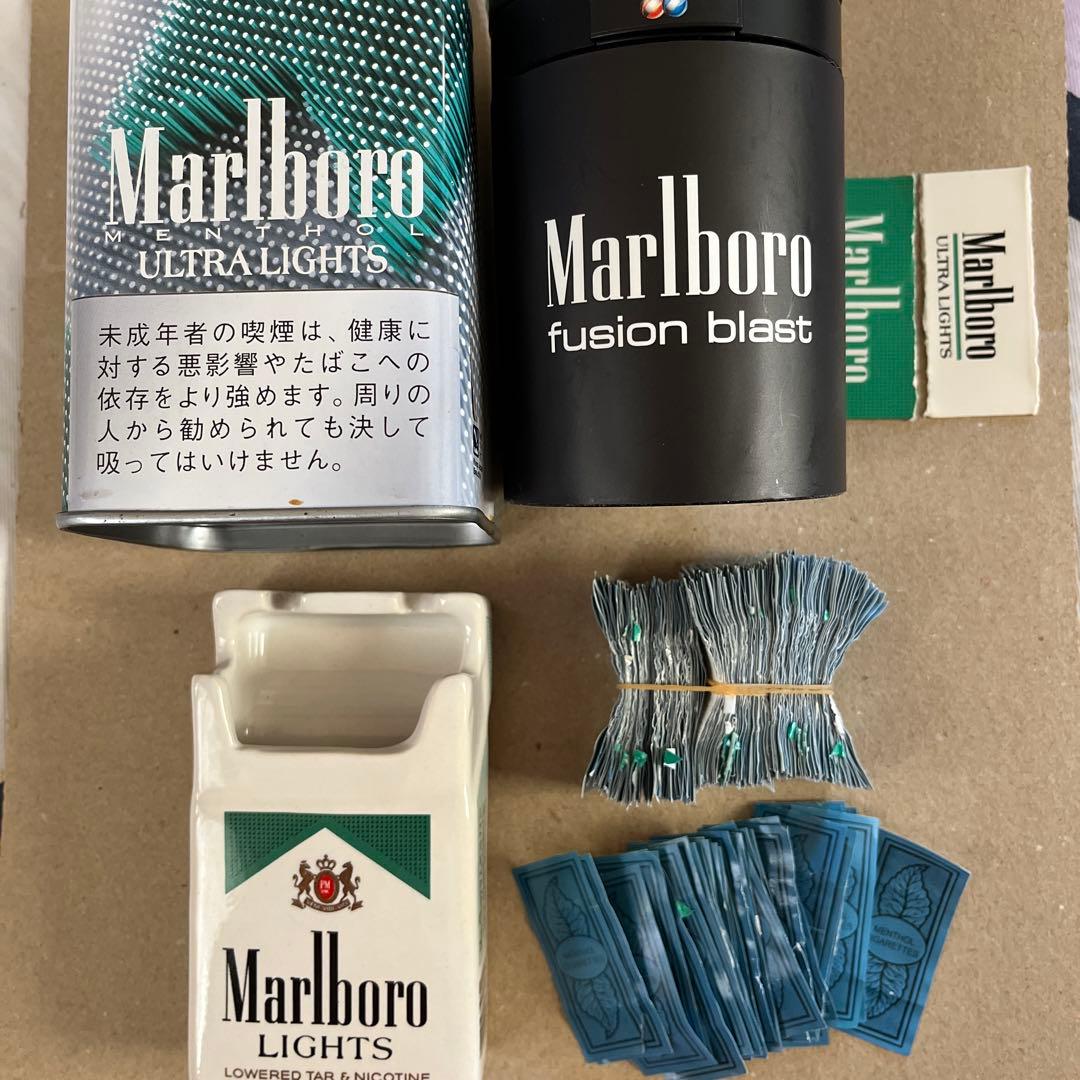 Marlboro
MENTHOL
ULTRA LIGHTS
未成年者の喫煙は、健康に
対する悪影響やたばこへの
依存をより強めます。周りの
人から勧められても決して
吸ってはいけません。
Marlboro
fusion blast
Marlboro
Marlboro
ULTRA LIGHTS
PM
Marlboro
LIGHTS
LOWERED TAR & NICOTINE
MENTHOL
CIGARETTES